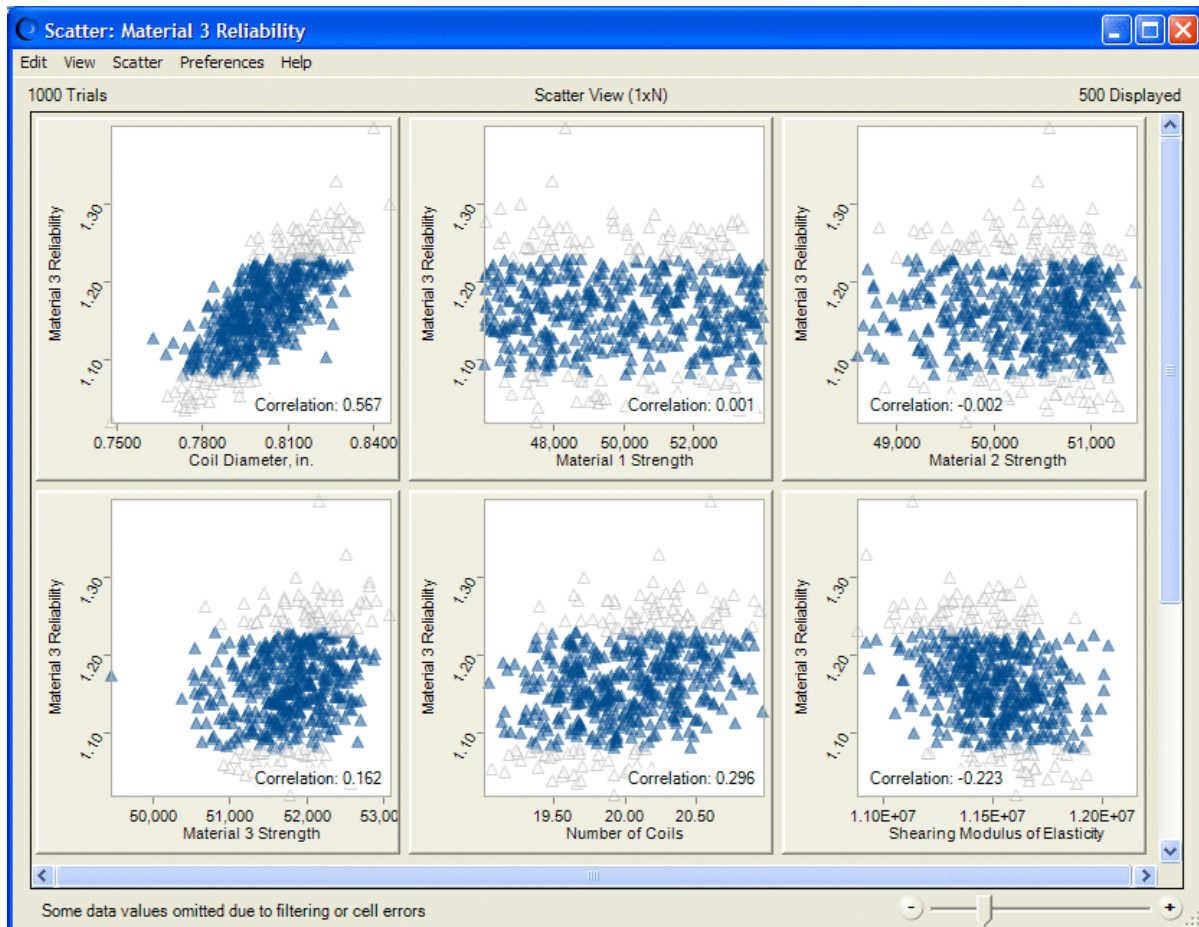 Scatter: Material 3 Reliability
Edit View Scatter Preferences Help
1000 Trials Scatter View (1xN) 500 Displayed
Material 3 Reliability
1.30
1.20
1.10
Correlation: 0.567
0.7500 0.7800 0.8100 0.8400
Coil Diameter, in.
Material 3 Reliability
1.30
1.20
1.10
Correlation: 0.001
48,000 50,000 52,000
Material 1 Strength
Material 3 Reliability
1.30
1.20
1.10
Correlation: -0.002
49,000 50,000 51,000
Material 2 Strength
Material 3 Reliability
1.30
1.20
1.10
Correlation: 0.162
50,000 51,000 52,000 53,00
Material 3 Strength
Material 3 Reliability
1.30
1.20
1.10
Correlation: 0.296
19.50 20.00 20.50
Number of Coils
Material 3 Reliability
1.30
1.20
1.10
Correlation: -0.223
1.10E+07 1.15E+07 1.20E+07
Shearing Modulus of Elasticity
Some data values omitted due to filtering or cell errors